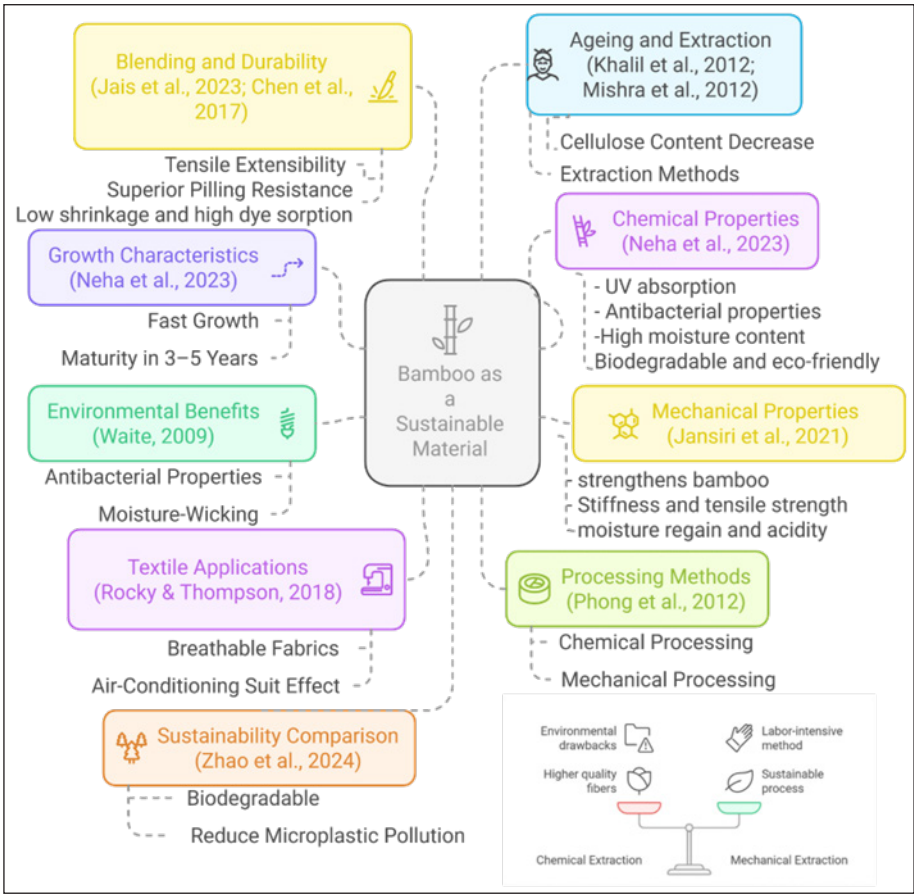 Blending and Durability
(Jais et al., 2023; Chen et al.,
2017)
Tensile Extensibility
Superior Pilling Resistance
Low shrinkage and high dye sorption
Growth Characteristics
(Neha et al., 2023)
Fast Growth
Maturity in 3–5 Years
Environmental Benefits
(Waite, 2009)
Antibacterial Properties
Moisture-Wicking
Textile Applications
(Rocky & Thompson, 2018)
Breathable Fabrics
Air-Conditioning Suit Effect
Sustainability Comparison
(Zhao et al., 2024)
Biodegradable
Reduce Microplastic Pollution
Bamboo as
a
Sustainable
Material
Ageing and Extraction
(Khalil et al., 2012;
Mishra et al., 2012)
Cellulose Content Decrease
Extraction Methods
Chemical Properties
(Neha et al., 2023)
- UV absorption
- Antibacterial properties
-High moisture content
Biodegradable and eco-friendly
Mechanical Properties
(Jansiri et al., 2021)
- strengthens bamboo
- Stiffness and tensile strength
moisture regain and acidity
Processing Methods
(Phong et al., 2012)
Chemical Processing
Mechanical Processing
Environmental
drawbacks
Higher quality
fibers
Labor-intensive
method
Sustainable
process
Chemical Extraction
Mechanical Extraction